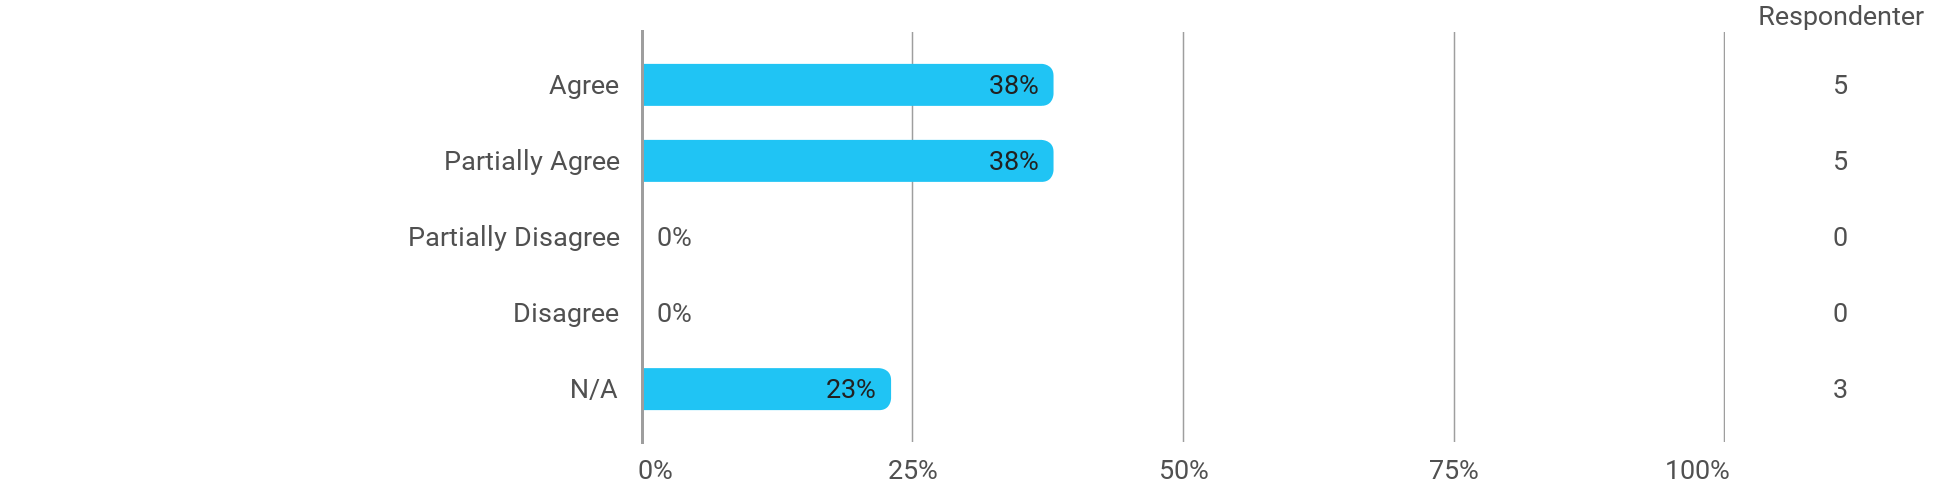 Respondenter
Agree 38% 5
Partially Agree 38% 5
Partially Disagree 0% 0
Disagree 0% 0
N/A 23% 3
0% 25% 50% 75% 100%